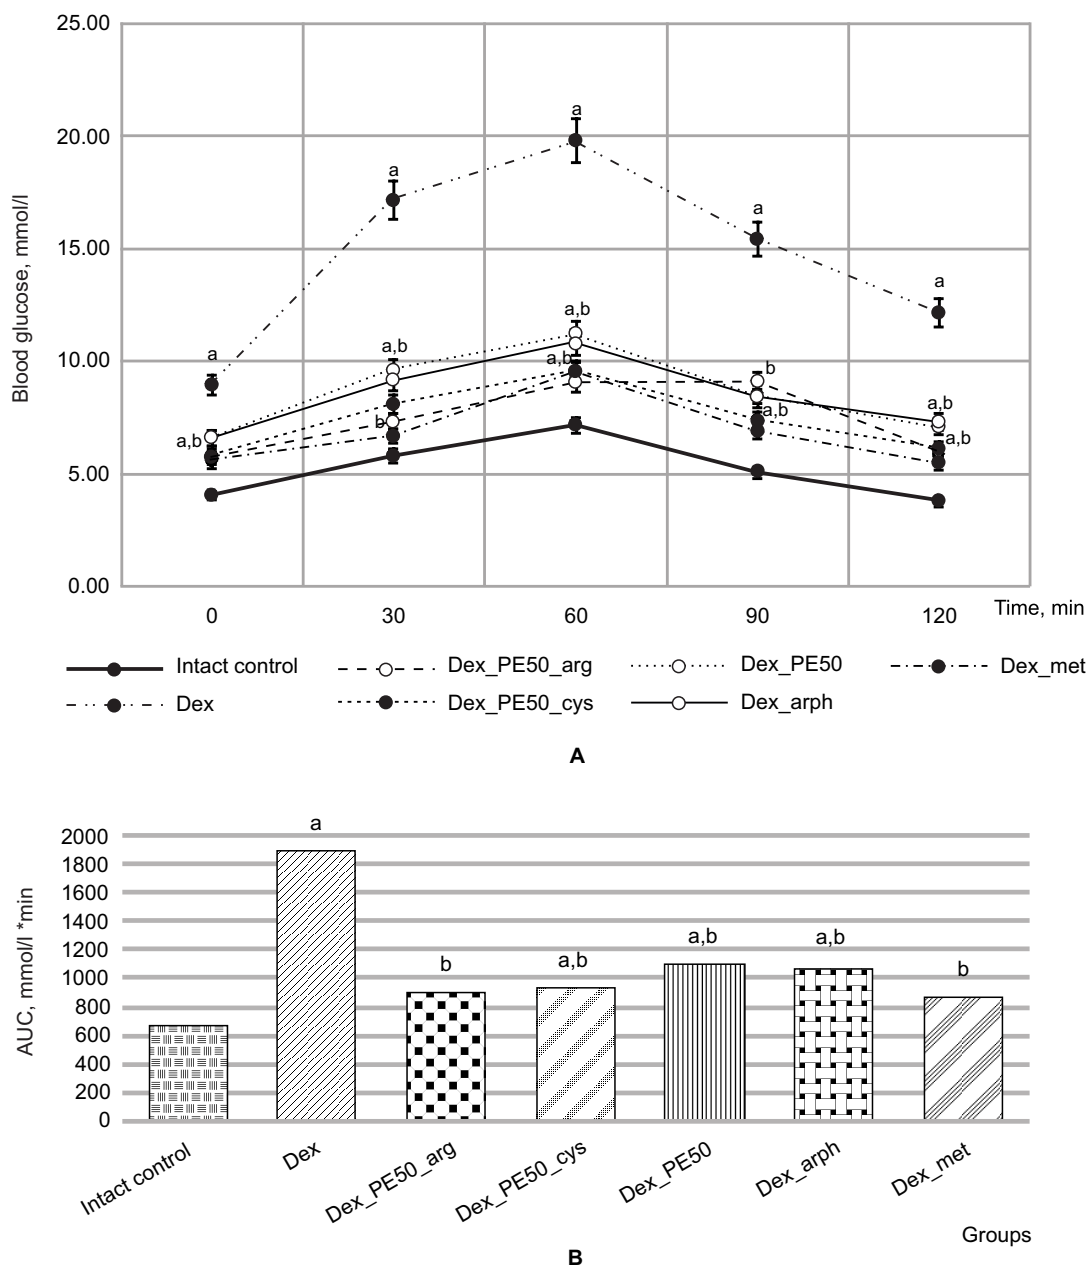 25.00
20.00
15.00
10.00
5.00
0.00
Blood glucose, mmol/l
a
a
a
a
a
a,b
a,b
b
a,b
a,b
b
a,b
a,b
a,b
0 30 60 90 120
Time, min
Intact control Dex_PE50_arg Dex_PE50 Dex_met
Dex Dex_PE50_cys Dex_arph
A
2000
1800
1600
1400
1200
1000
800
600
400
200
0
AUC, mmol/l *min
a
b
a,b
a,b
a,b
b
Intact control
Dex
Dex_PE50_arg
Dex_PE50_cys
Dex_PE50
Dex_arph
Dex_met
Groups
B